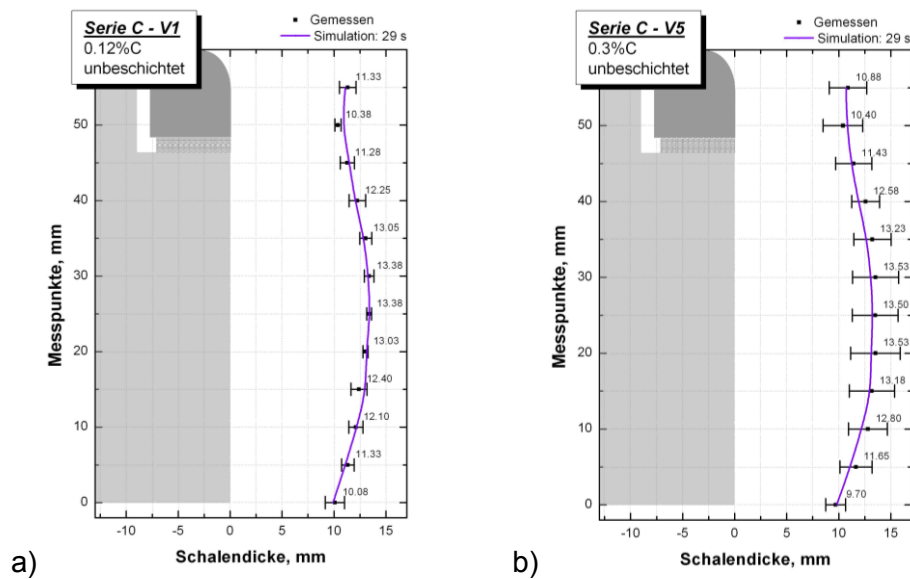 Serie C - V1
0.12%C
unbeschichtet
Gemessen
Simulation: 29 s
11.33
10.38
11.28
12.25
13.05
13.38
13.38
13.03
12.40
12.10
11.33
10.08
50
40
30
20
10
0
Messpunkte, mm
-10 -5 0 5 10 15
Schalendicke, mm
a)
Serie C - V5
0.3%C
unbeschichtet
Gemessen
Simulation: 29 s
10.88
10.40
11.43
12.58
13.23
13.53
13.50
13.53
13.18
12.80
11.65
9.70
50
40
30
20
10
0
Messpunkte, mm
-10 -5 0 5 10 15
Schalendicke, mm
b)